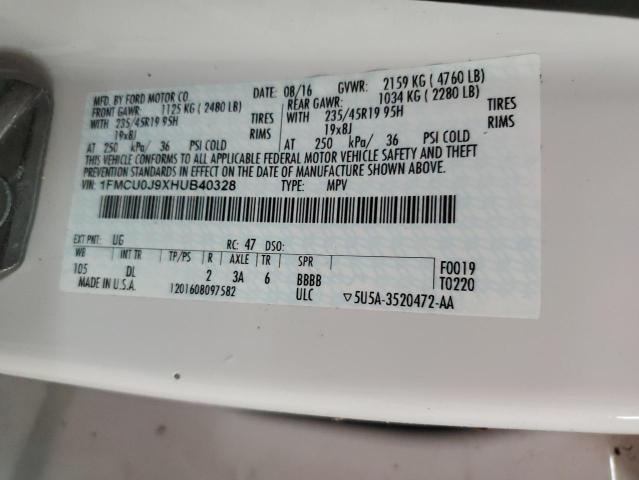 MFD. BY FORD MOTOR CO.
DATE: 08/16 GVWR: 2159 KG ( 4760 LB)
FRONT GAWR: 1125 KG ( 2480 LB) REAR GAWR: 1034 KG ( 2280 LB)
WITH 235/45R19 95H TIRES WITH 235/45R19 95H TIRES
19x8J RIMS 19x8J RIMS
AT 250 kPa/ 36 PSI COLD AT 250 kPa/ 36 PSI COLD
THIS VEHICLE CONFORMS TO ALL APPLICABLE FEDERAL MOTOR VEHICLE SAFETY AND THEFT
PREVENTION STANDARDS IN EFFECT ON THE DATE OF MANUFACTURE SHOWN ABOVE.
VIN: 1FMCU0J9XHUB40328 TYPE: MPV
EXT PNT: UG RC: 47 DSO:
WB INT TR TP/PS R AXLE TR SPR F0019
105 DL 2 3A 6 BBBB T0220
MADE IN U.S.A. 1201608097582 ULC ▽5U5A-3520472-AA